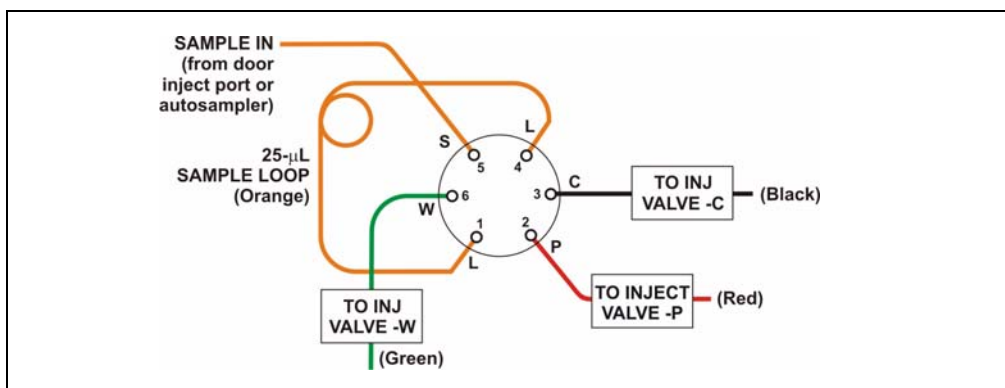 SAMPLE IN
(from door
inject port or
autosampler)
25-µL
SAMPLE LOOP
(Orange)
S
L
5
4
6
W
3
C
1
2
L
P
TO INJ
VALVE -C
(Black)
TO INJECT
VALVE -P
(Red)
TO INJ
VALVE -W
(Green)